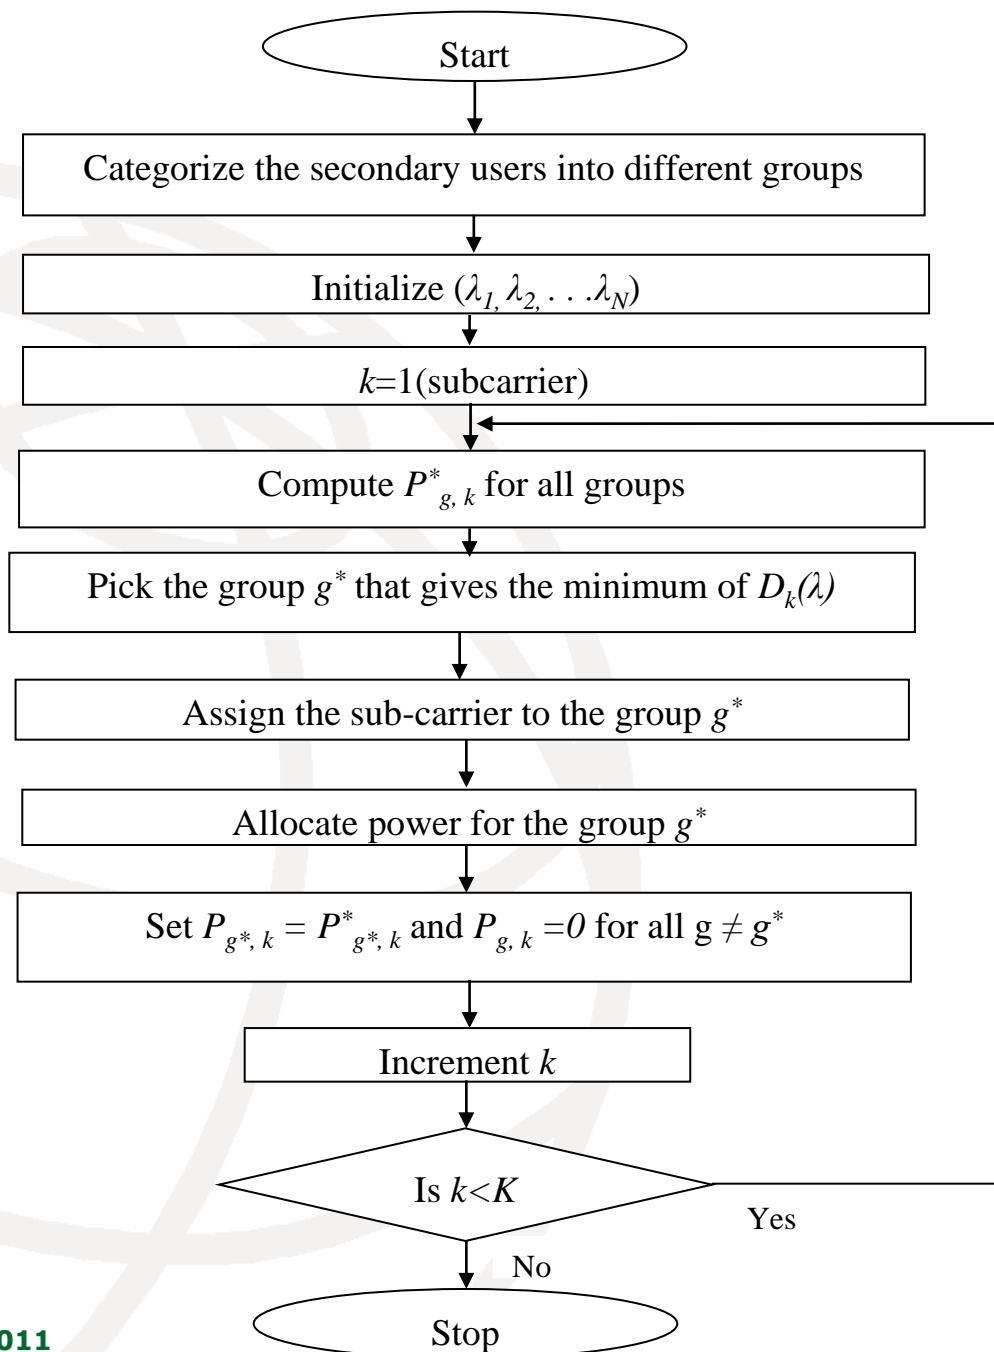 Start
Categorize the secondary users into different groups
Initialize (λ1, λ2, . . .λN)
k=1(subcarrier)
Compute P*g, k for all groups
Pick the group g* that gives the minimum of Dk(λ)
Assign the sub-carrier to the group g*
Allocate power for the group g*
Set Pg*, k = P*g*, k and Pg, k =0 for all g ≠ g*
Increment k
Is k<K
Yes
No
Stop
011